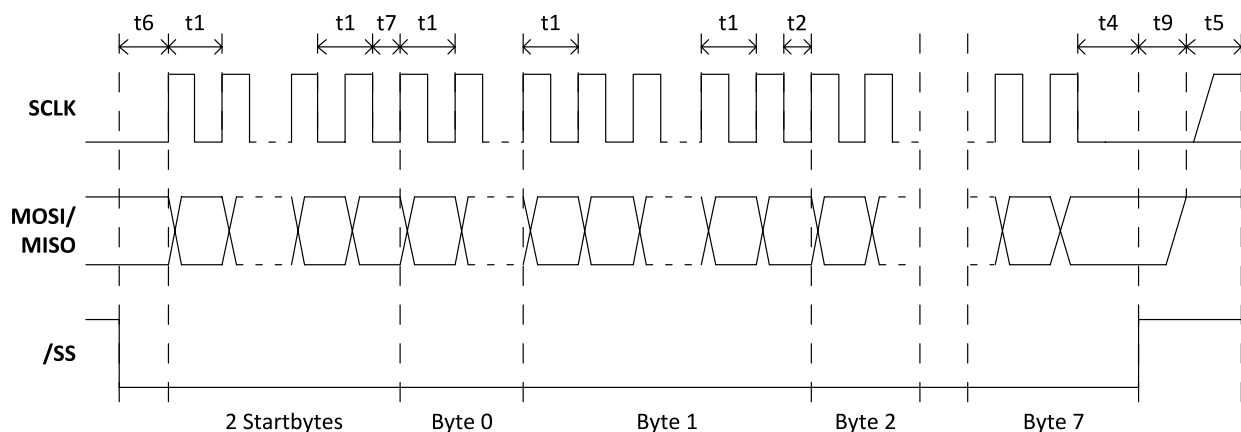 t6 t1 t1 t7 t1 t1 t1 t2 t4 t9 t5
SCLK
MOSI/
MISO
/SS
2 Startbytes Byte 0 Byte 1 Byte 2 Byte 7